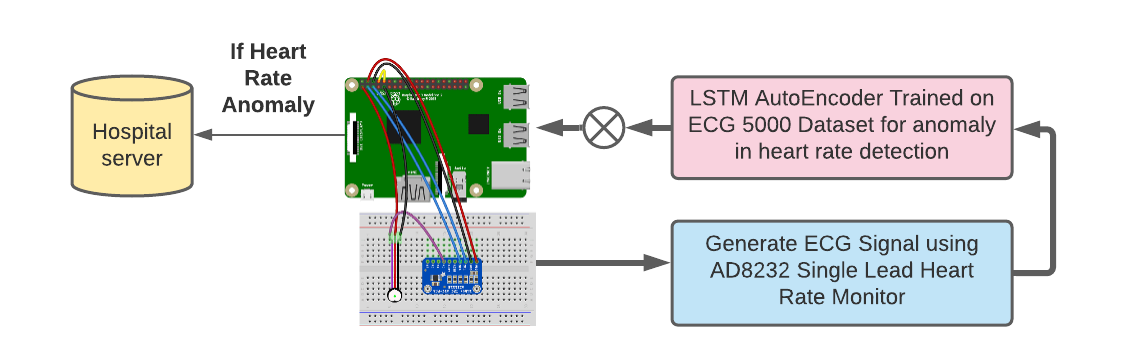 If Heart
Rate
Anomaly
Hospital
server
LSTM AutoEncoder Trained on
ECG 5000 Dataset for anomaly
in heart rate detection
Generate ECG Signal using
AD8232 Single Lead Heart
Rate Monitor